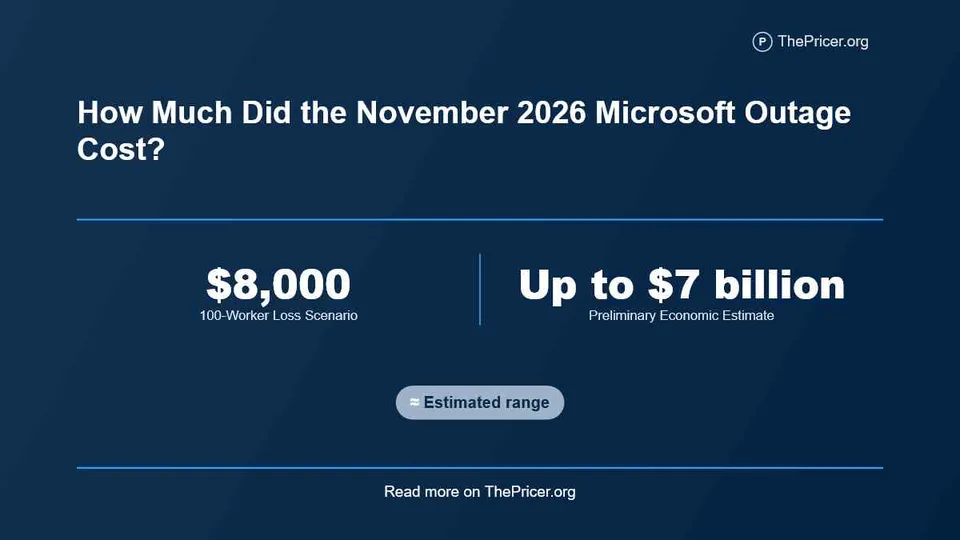 P ThePricer.org
How Much Did the November 2026 Microsoft Outage
Cost?
$8,000
100-Worker Loss Scenario
Up to $7 billion
Preliminary Economic Estimate
≈ Estimated range
Read more on ThePricer.org